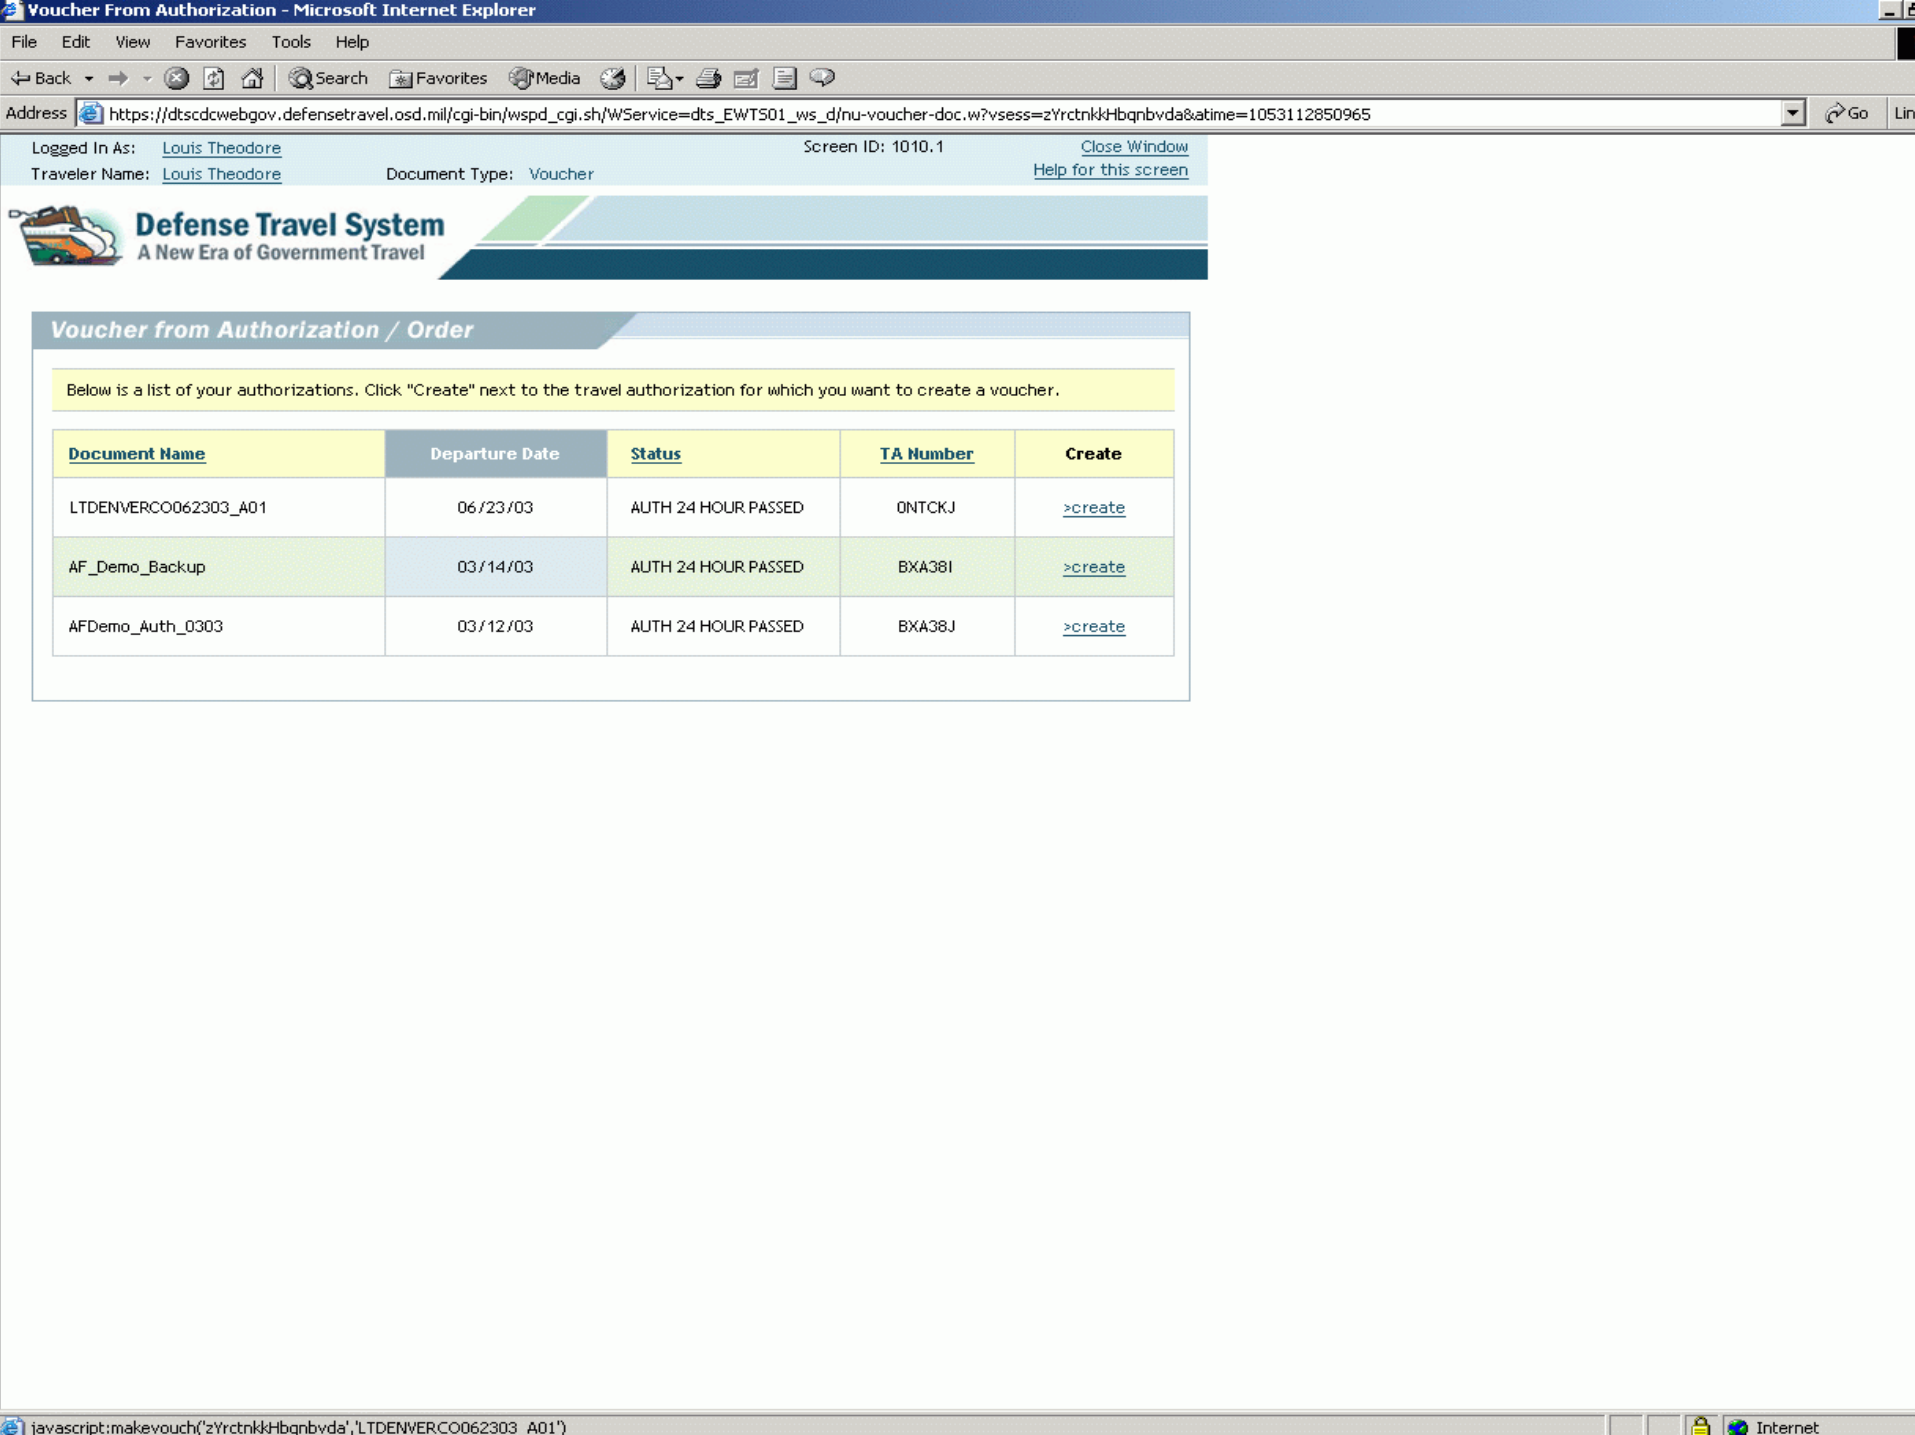 Voucher From Authorization - Microsoft Internet Explorer
File Edit View Favorites Tools Help
Back Search Favorites Media
Address https://dtscdcwebgov.defensetravel.osd.mil/cgi-bin/wspd_cgi.sh/WService=dts_EWTS01_ws_d/nu-voucher-doc.w?vsess=zYrctnkkHbqnbvda&atime=1053112850965 Go Lin
Logged In As: Louis Theodore Screen ID: 1010.1 Close Window
Traveler Name: Louis Theodore Document Type: Voucher Help for this screen
Defense Travel System
A New Era of Government Travel
Voucher from Authorization / Order
Below is a list of your authorizations. Click "Create" next to the travel authorization for which you want to create a voucher.
Document Name Departure Date Status TA Number Create
LTDENVERCO062303_A01 06/23/03 AUTH 24 HOUR PASSED 0NTCKJ >create
AF_Demo_Backup 03/14/03 AUTH 24 HOUR PASSED BXA38I >create
AFDemo_Auth_0303 03/12/03 AUTH 24 HOUR PASSED BXA38J >create
javascript:makevouch('zYrctnkkHbqnbvda','LTDENVERCO062303_A01') Internet